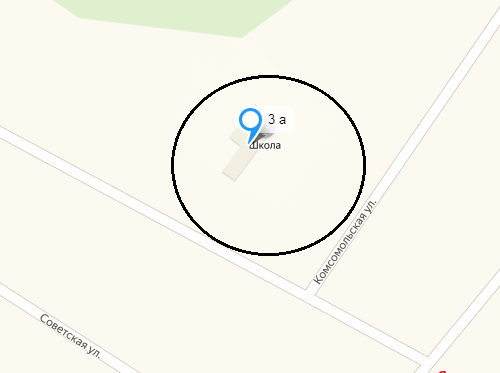 3 а
Школа
Комсомольская ул.
Советская ул.